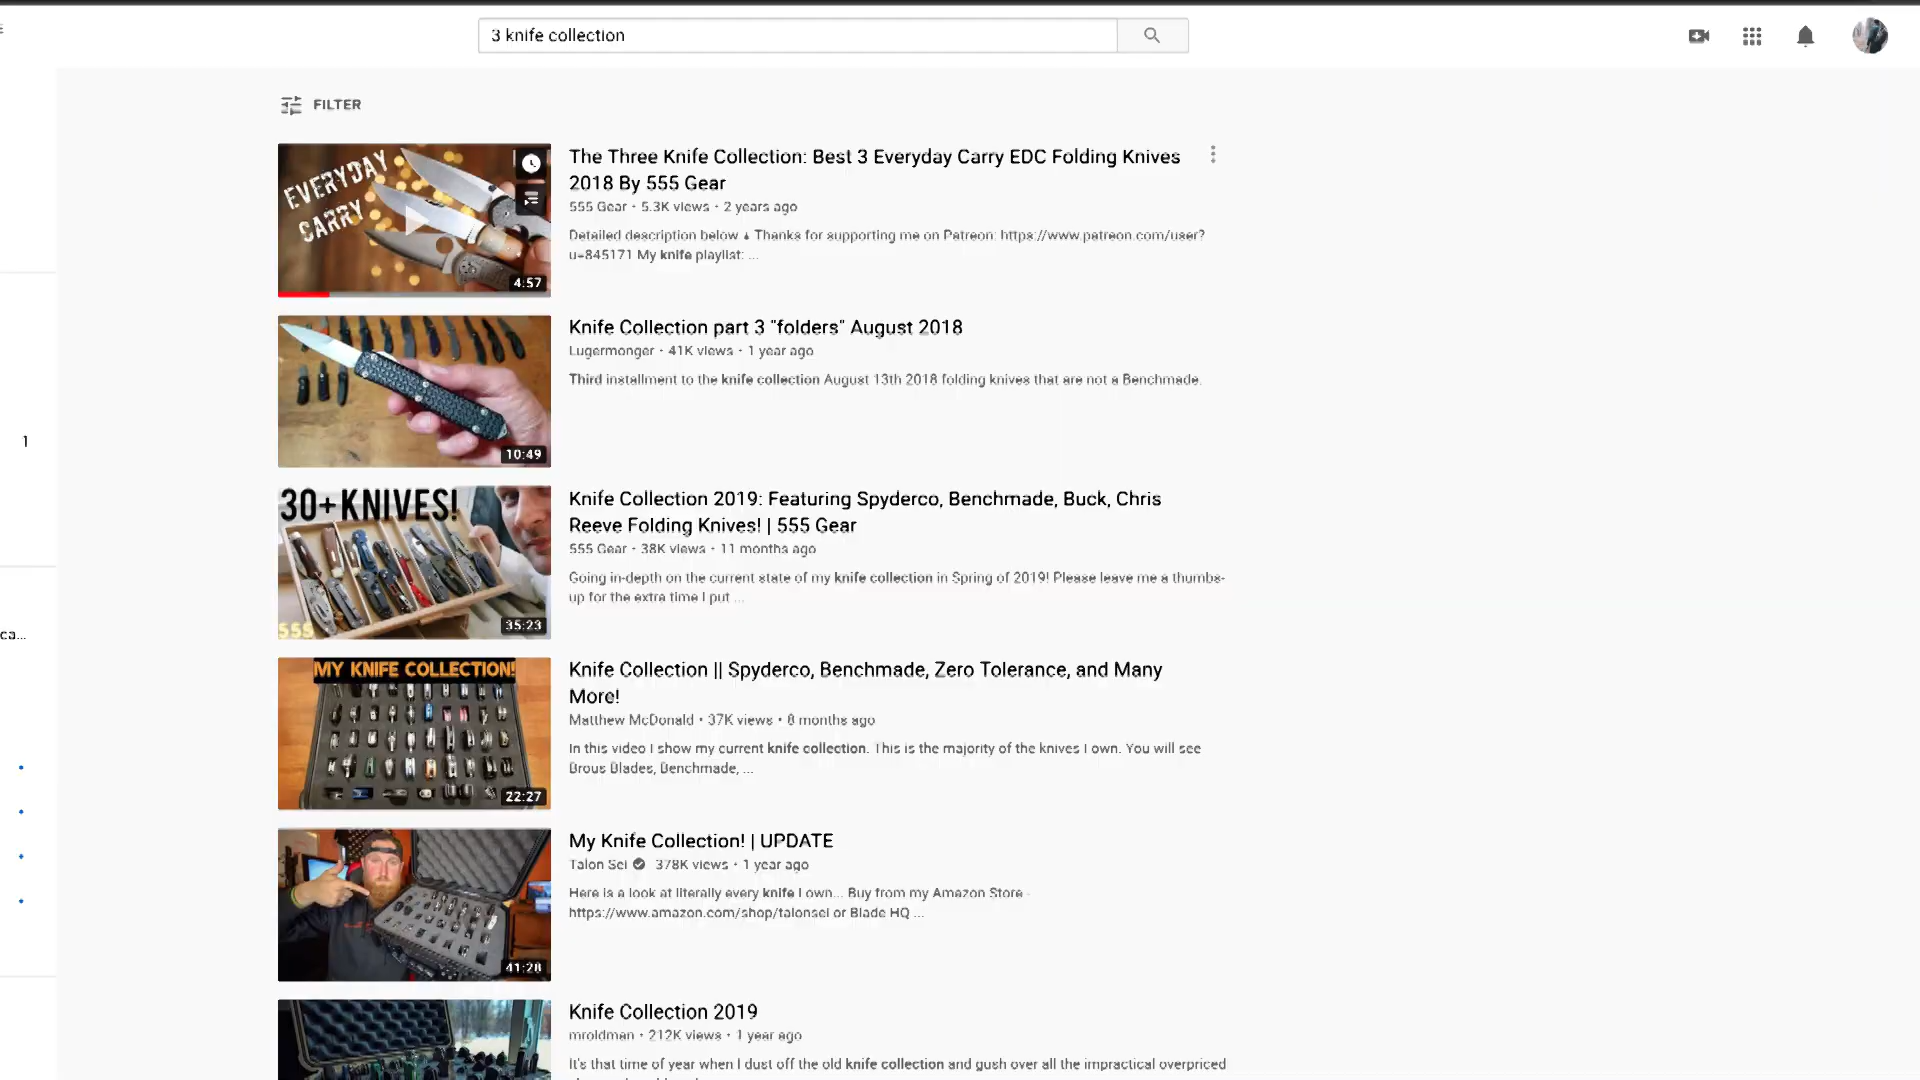 3 knife collection
FILTER
EVERYDAY
CARRY
4:57
The Three Knife Collection: Best 3 Everyday Carry EDC Folding Knives
2018 By 555 Gear
555 Gear • 5.3K views • 2 years ago
Detailed description below ▲ Thanks for supporting me on Patreon: https://www.patreon.com/user?
u=845171 My knife playlist: ...
10:49
Knife Collection part 3 "folders" August 2018
Lugermonger • 41K views • 1 year ago
Third installment to the knife collection August 13th 2018 folding knives that are not a Benchmade.
1
30+KNIVES!
555
35:23
Knife Collection 2019: Featuring Spyderco, Benchmade, Buck, Chris
Reeve Folding Knives! | 555 Gear
555 Gear • 38K views • 11 months ago
Going in-depth on the current state of my knife collection in Spring of 2019! Please leave me a thumbs-
up for the extra time I put ...
ca...
MY KNIFE COLLECTION!
22:27
Knife Collection || Spyderco, Benchmade, Zero Tolerance, and Many
More!
Matthew McDonald • 37K views • 8 months ago
In this video I show my current knife collection. This is the majority of the knives I own. You will see
Brous Blades, Benchmade, ...
41:28
My Knife Collection! | UPDATE
Talon Sei 378K views • 1 year ago
Here is a look at literally every knife I own... Buy from my Amazon Store -
https://www.amazon.com/shop/talonsei or Blade HQ ...
Knife Collection 2019
mroldman • 212K views • 1 year ago
It's that time of year when I dust off the old knife collection and gush over all the impractical overpriced